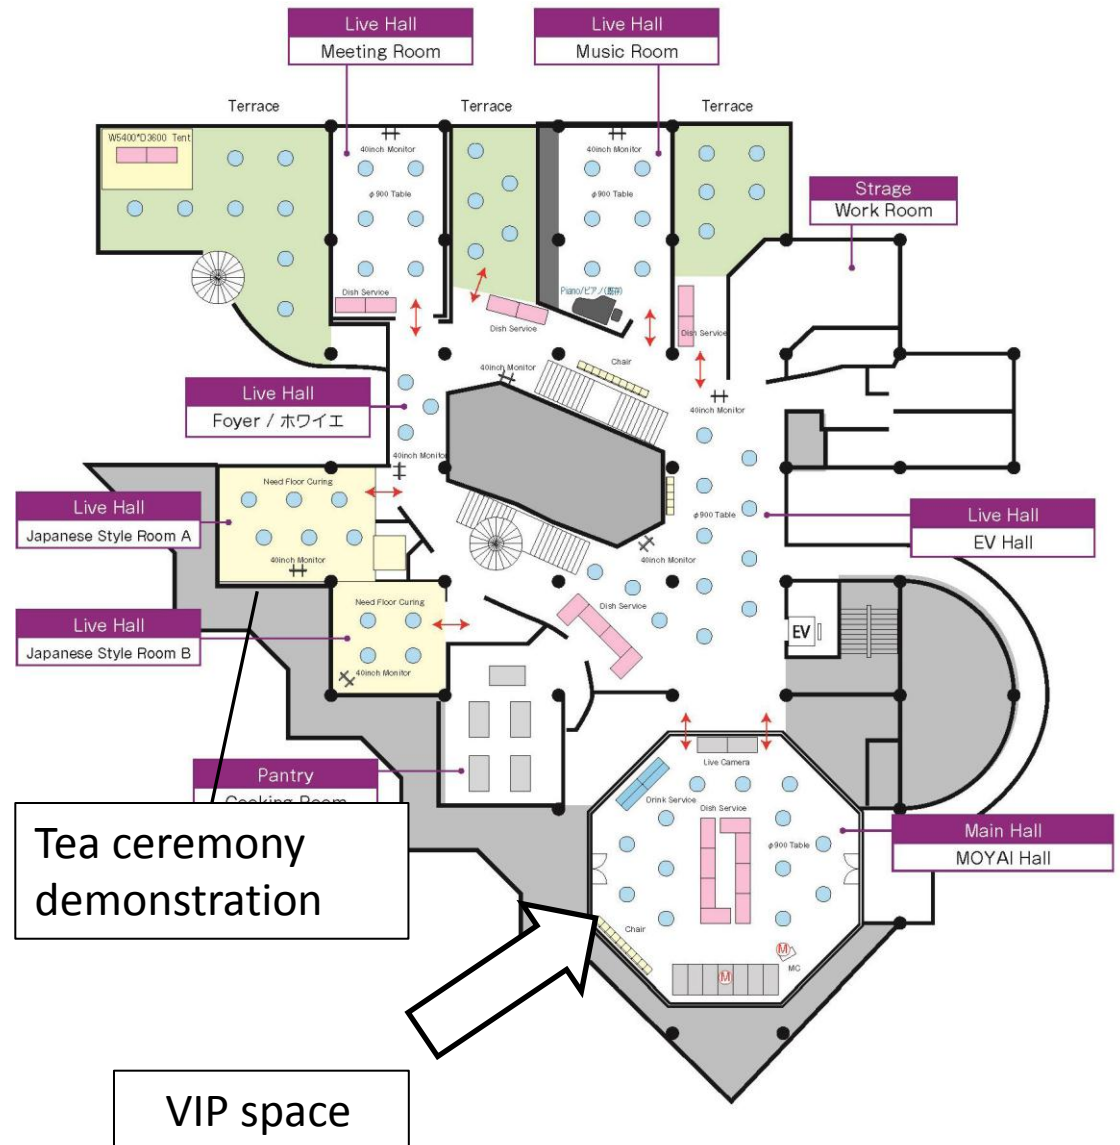 Live Hall
Meeting Room
Live Hall
Music Room
Terrace
Terrace
Terrace
W5400*D3600 Tent
40inch Monitor
40inch Monitor
φ900 Table
φ900 Table
Strage
Work Room
Dish Service
Piano/ピアノ(既存)
Dish Service
Dish Service
Chair
40inch Monitor
40inch Monitor
Live Hall
Foyer / ホワイエ
40inch Monitor
Need Floor Curing
Live Hall
Japanese Style Room A
40inch Monitor
φ900 Table
Live Hall
EV Hall
40inch Monitor
Need Floor Curing
Dish Service
Live Hall
Japanese Style Room B
EV
40inch Monitor
Live Camera
Pantry
Cooking Room
Drink Service
Dish Service
φ900 Table
Main Hall
MOYAI Hall
Tea ceremony
demonstration
Chair
M
MC
M
VIP space